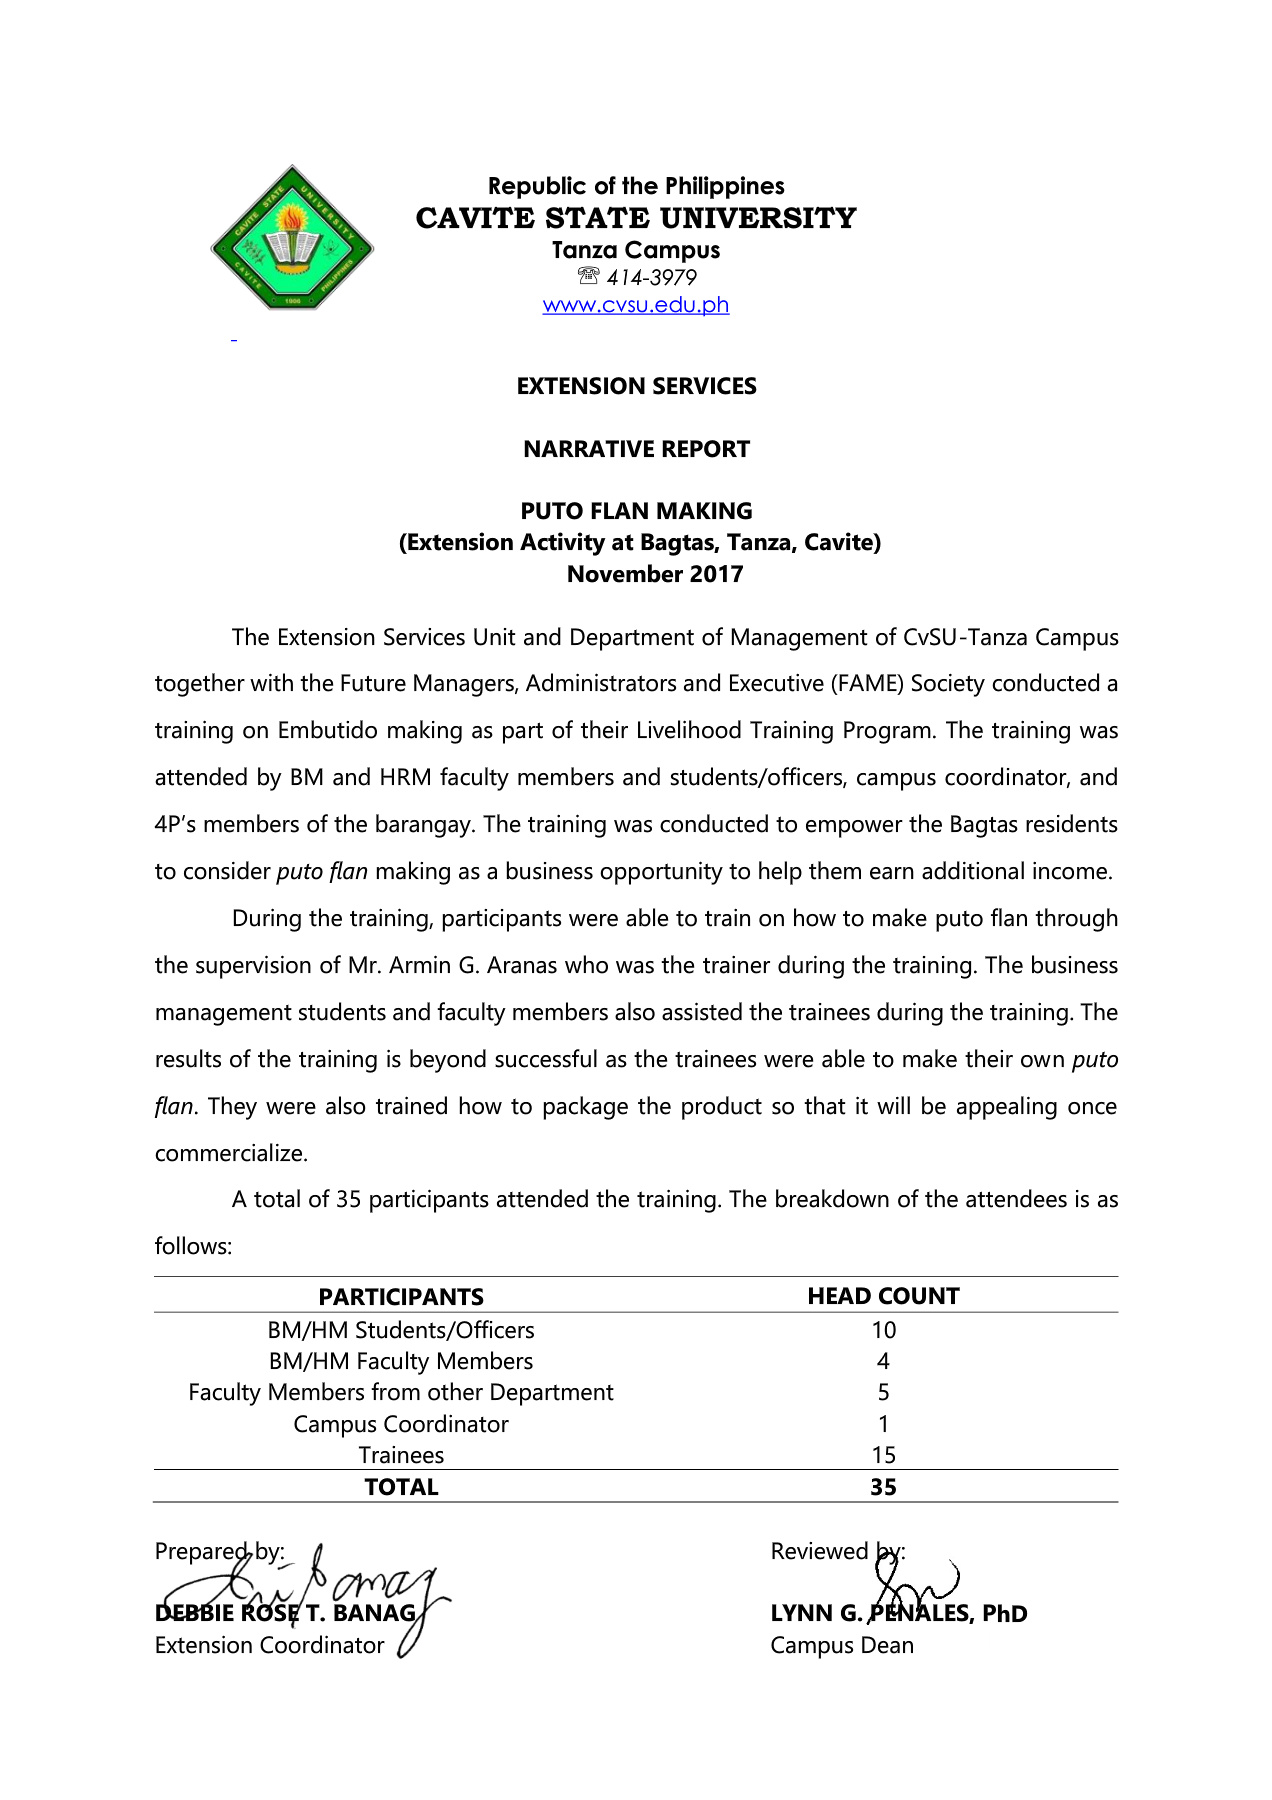 CAVITE STATE UNIVERSITY
CAVITE PHILIPPINES
1906
Republic of the Philippines
CAVITE STATE UNIVERSITY
Tanza Campus
☏ 414-3979
www.cvsu.edu.ph
EXTENSION SERVICES
NARRATIVE REPORT
PUTO FLAN MAKING
(Extension Activity at Bagtas, Tanza, Cavite)
November 2017
The Extension Services Unit and Department of Management of CvSU-Tanza Campus
together with the Future Managers, Administrators and Executive (FAME) Society conducted a
training on Embutido making as part of their Livelihood Training Program. The training was
attended by BM and HRM faculty members and students/officers, campus coordinator, and
4P’s members of the barangay. The training was conducted to empower the Bagtas residents
to consider puto flan making as a business opportunity to help them earn additional income.
During the training, participants were able to train on how to make puto flan through
the supervision of Mr. Armin G. Aranas who was the trainer during the training. The business
management students and faculty members also assisted the trainees during the training. The
results of the training is beyond successful as the trainees were able to make their own puto
flan. They were also trained how to package the product so that it will be appealing once
commercialize.
A total of 35 participants attended the training. The breakdown of the attendees is as
follows:
PARTICIPANTS HEAD COUNT
BM/HM Students/Officers 10
BM/HM Faculty Members 4
Faculty Members from other Department 5
Campus Coordinator 1
Trainees 15
TOTAL 35
Prepared by: Reviewed by:
DEBBIE ROSE T. BANAG LYNN G. PENALES, PhD
Extension Coordinator Campus Dean